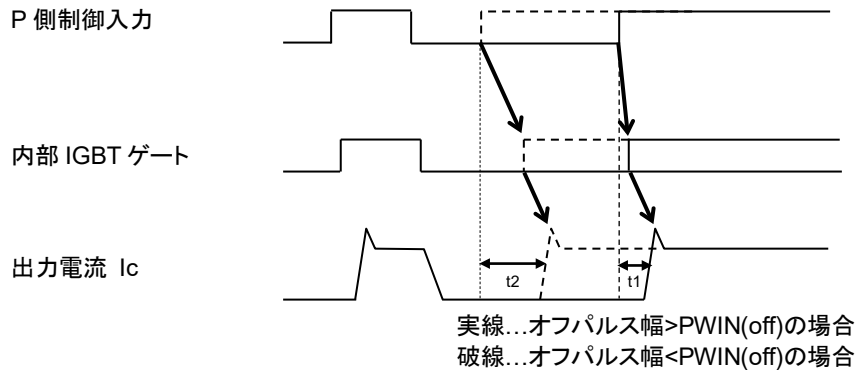 P 側制御入力
内部 IGBT ゲート
出力電流 Ic
t2
t1
実線…オフパルス幅>PWIN(off)の場合
破線…オフパルス幅<PWIN(off)の場合